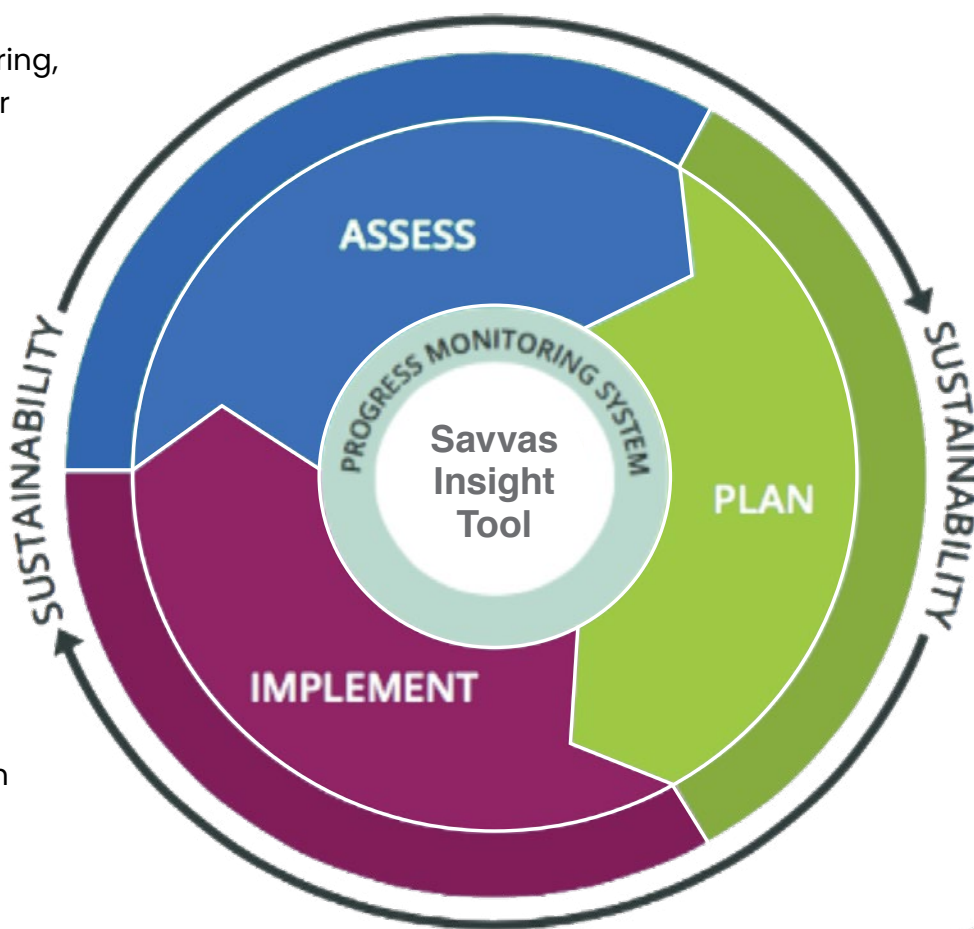 ring,
r
ASSESS
PROGRESS MONITORING SYSTEM
Savvas
Insight
Tool
SUSTAINABILITY
SUSTAINABILITY
PLAN
IMPLEMENT
n